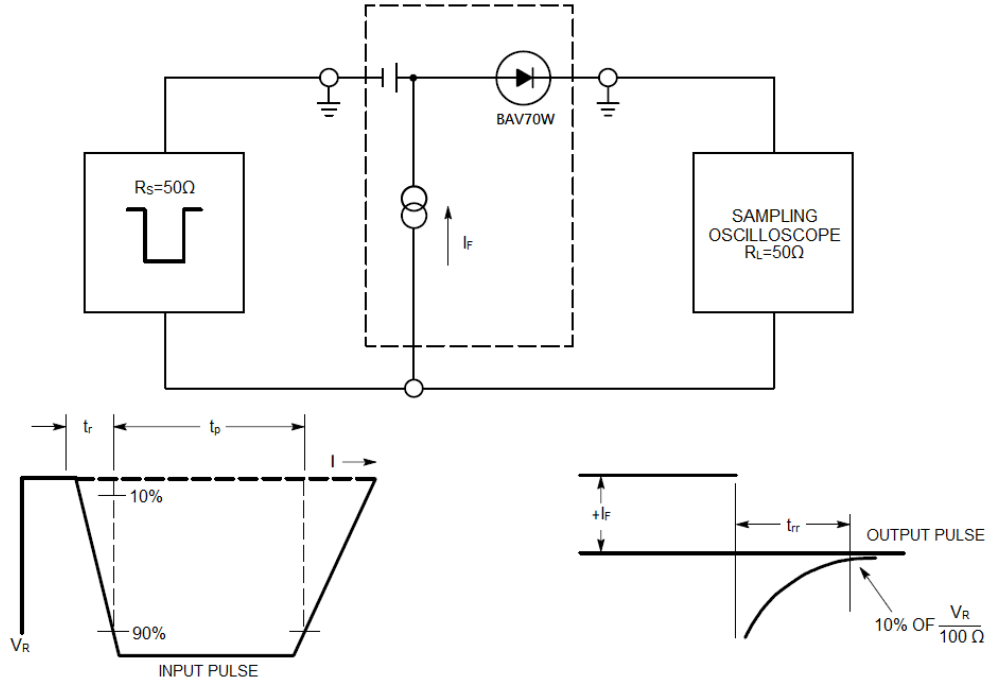 BAV70W
RS=50Ω
IF
SAMPLING
OSCILLOSCOPE
RL=50Ω
tr
tp
I
10%
90%
VR
INPUT PULSE
+IF
trr
OUTPUT PULSE
10% OF VR
100 Ω